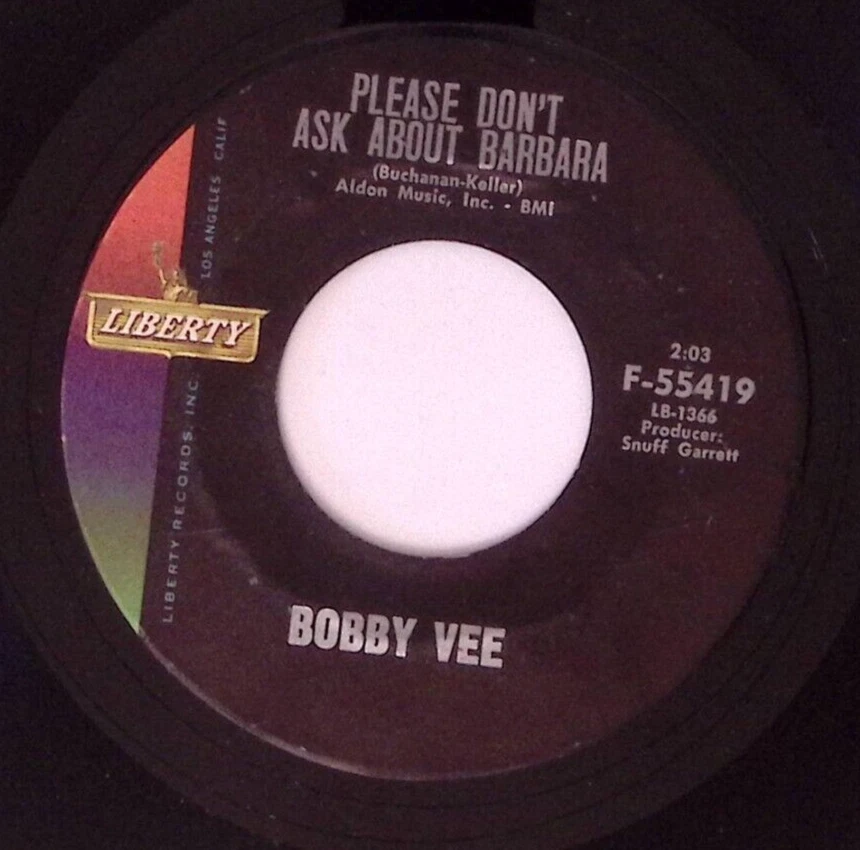 PLEASE DON'T
ASK ABOUT BARBARA
(Buchanan-Keller)
Aldon Music, Inc. - BMI
LIBERTY RECORDS, INC. LOS ANGELES CALIF
LIBERTY
2:03
F-55419
LB-1366
Producer:
Snuff Garrett
BOBBY VEE